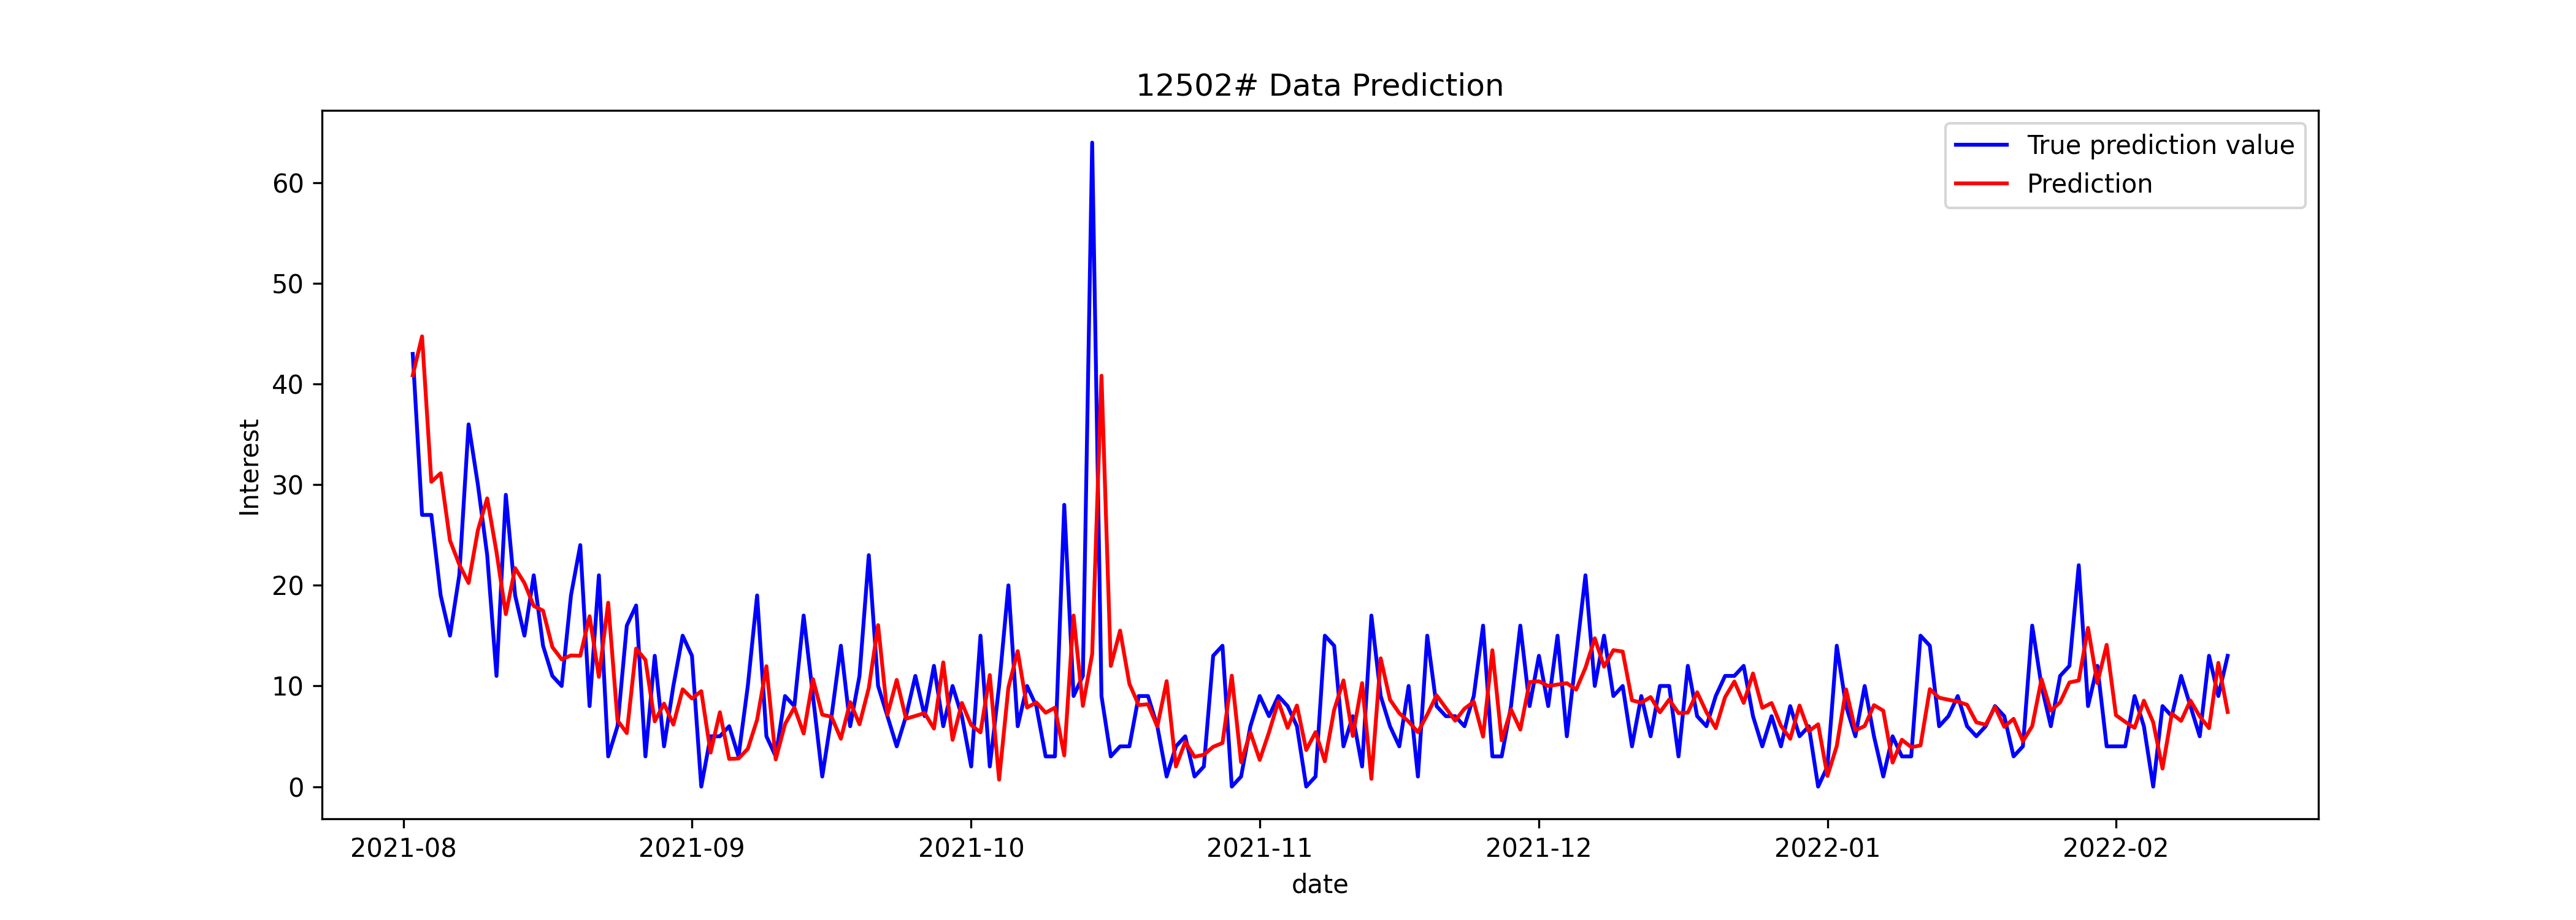 12502# Data Prediction
True prediction value
Prediction
Interest
60
50
40
30
20
10
0
2021-08 2021-09 2021-10 2021-11 2021-12 2022-01 2022-02
date